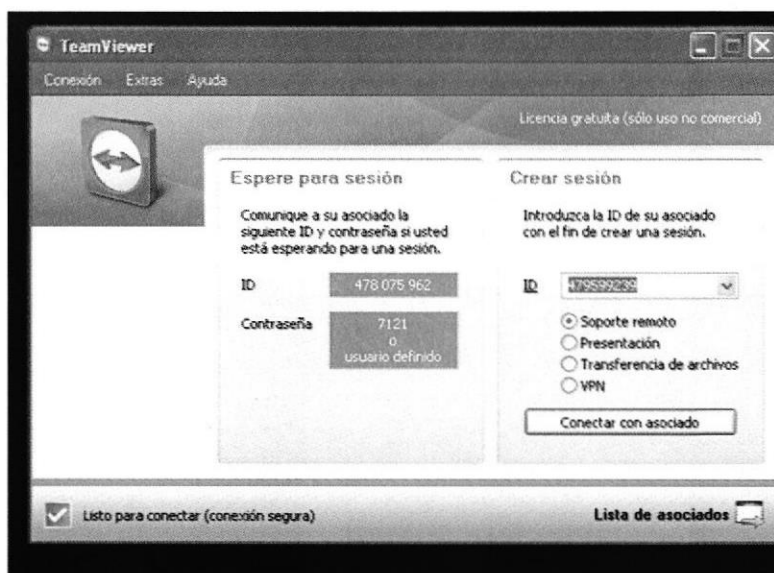 TeamViewer
Conexión Extras Ayuda
Licencia gratuita (sólo uso no comercial)
Espere para sesión
Comunique a su asociado la
siguiente ID y contraseña si usted
está esperando para una sesión.
ID 478 075 962
Contraseña 7121
o
usuario definido
Crear sesión
Introduzca la ID de su asociado
con el fin de crear una sesión.
ID 479599239
Soporte remoto
Presentación
Transferencia de archivos
VPN
Conectar con asociado
Listo para conectar (conexión segura)
Lista de asociados